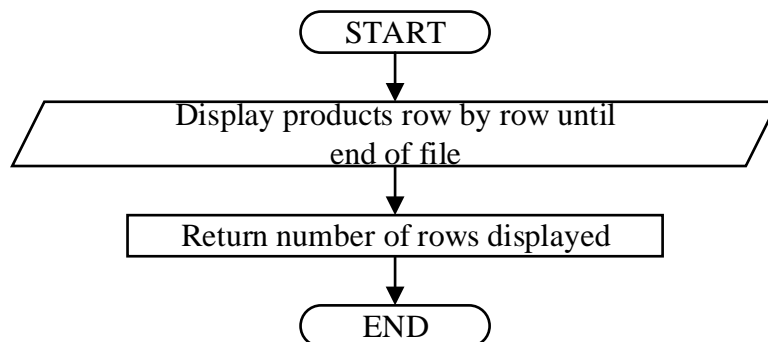 START
Display products row by row until
end of file
Return number of rows displayed
END